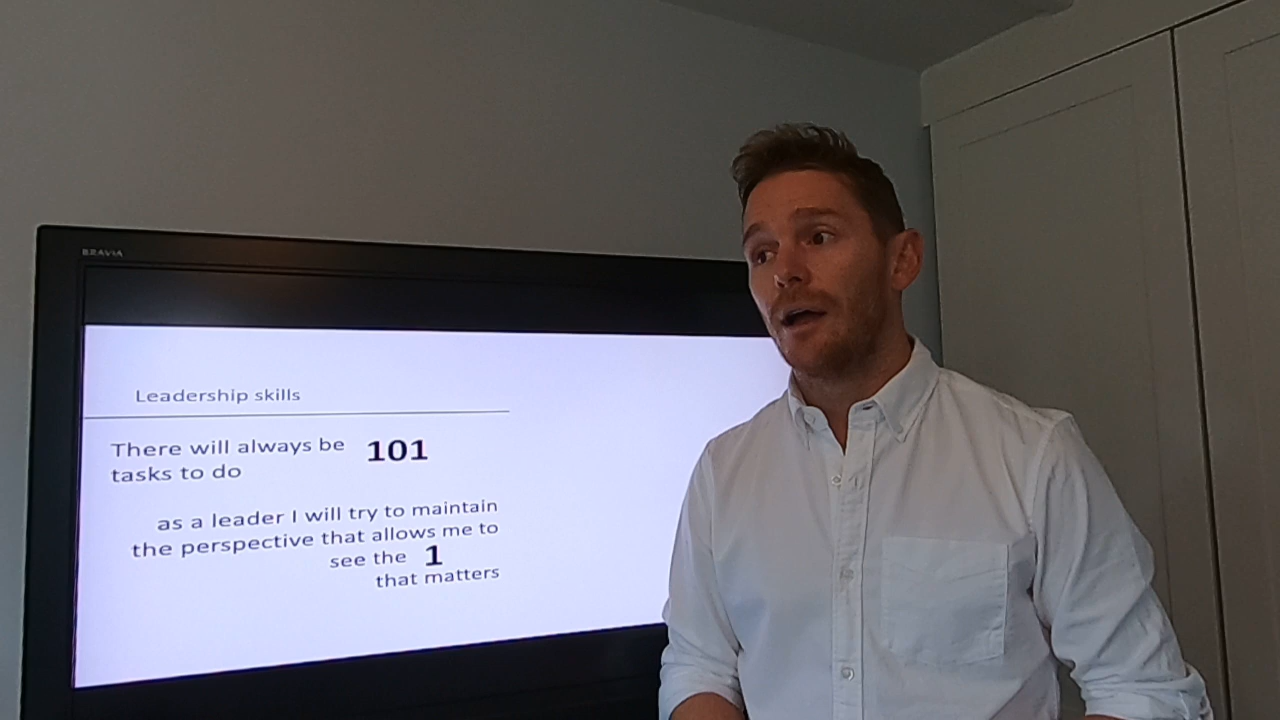 BRAVIA
Leadership skills
There will always be 101
tasks to do
as a leader I will try to maintain
the perspective that allows me to
see the 1
that matters